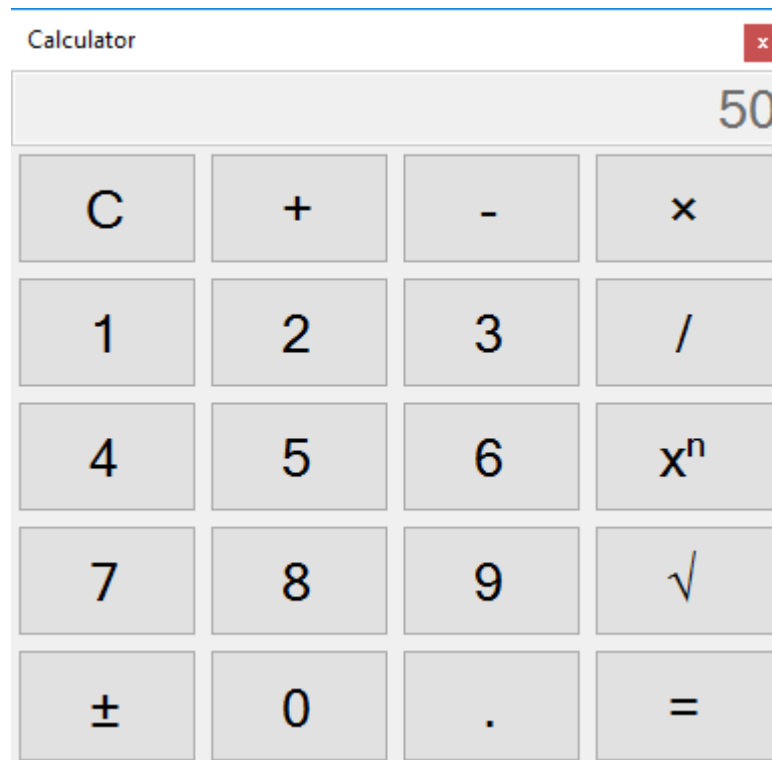 Calculator x
50
C + - ×
1 2 3 /
4 5 6 xⁿ
7 8 9 √
± 0 . =